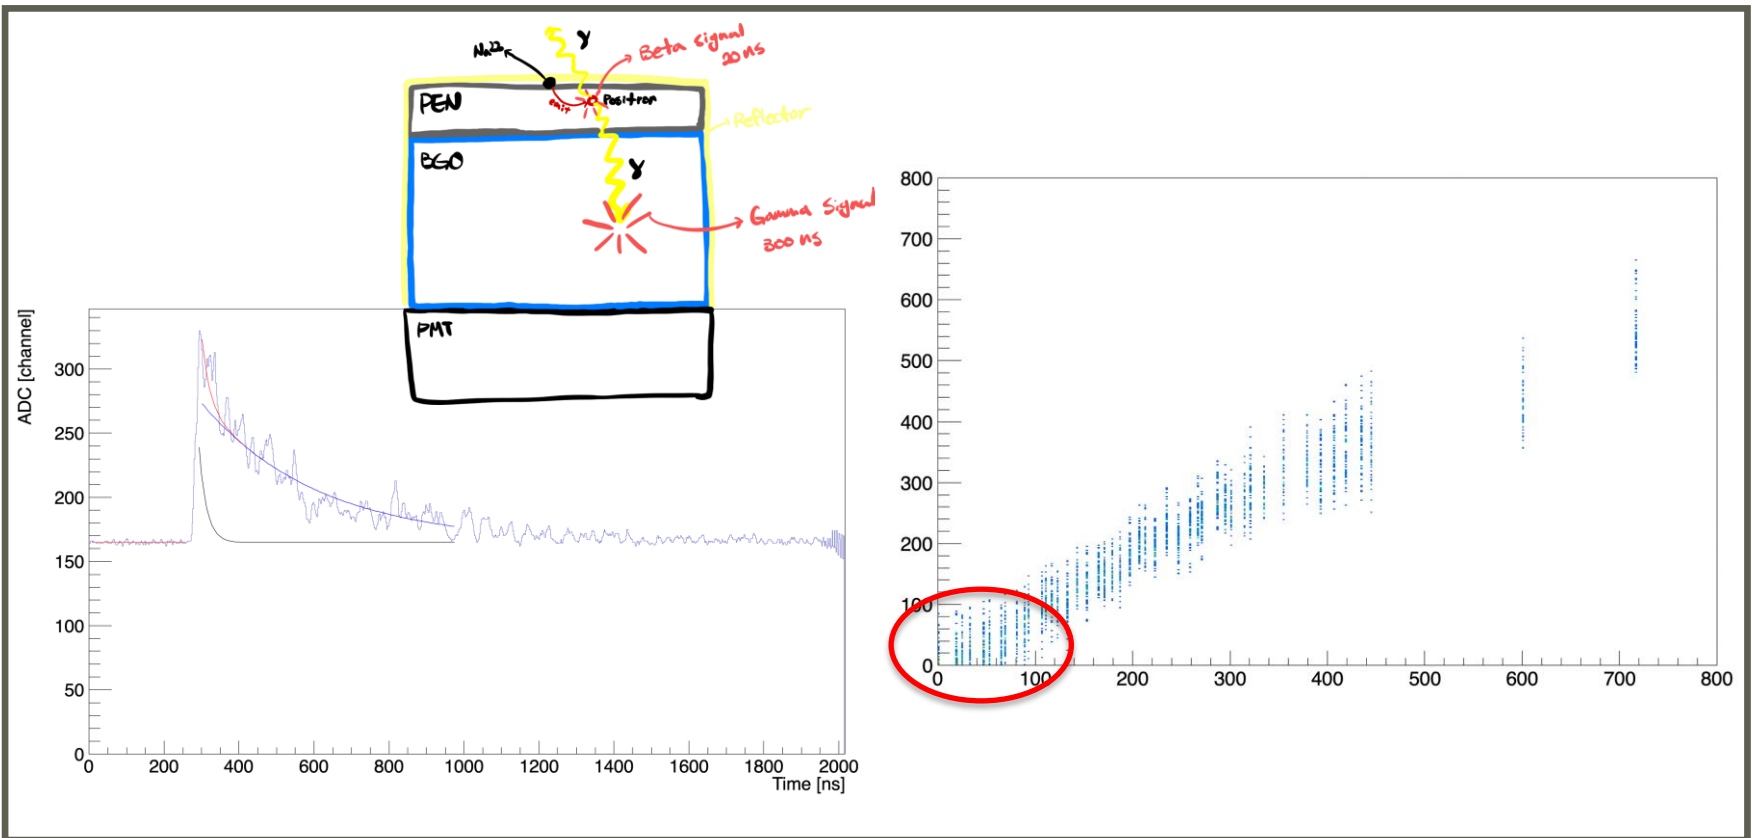 Na²²
γ
Beta signal
20 ns
PEN
emit
Positron
Reflector
BGO
γ
Gamma Signal
300 ns
PMT
ADC [channel]
300
250
200
150
100
50
0
0 200 400 600 800 1000 1200 1400 1600 1800 2000
Time [ns]
800
700
600
500
400
300
200
100
0
0 100 200 300 400 500 600 700 800